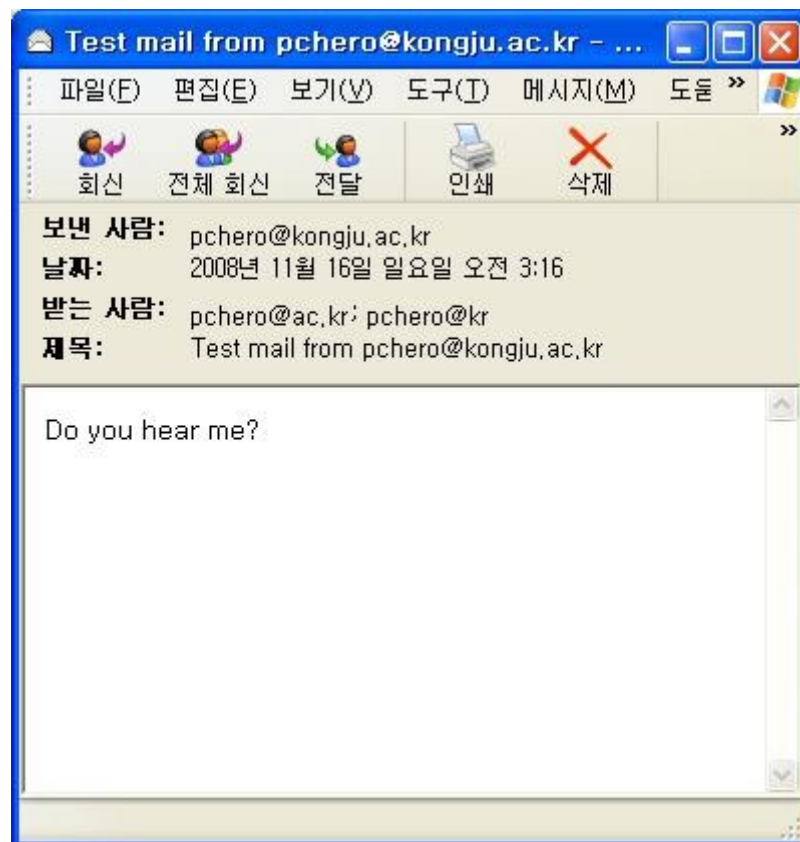 Test mail from pchero@kongju.ac.kr - ...
파일(F) 편집(E) 보기(V) 도구(T) 메시지(M) »
회신 전체 회신 전달 인쇄 삭제 »
보낸 사람: pchero@kongju.ac.kr
날짜: 2008년 11월 16일 일요일 오전 3:16
받는 사람: pchero@ac.kr; pchero@kr
제목: Test mail from pchero@kongju.ac.kr
Do you hear me?